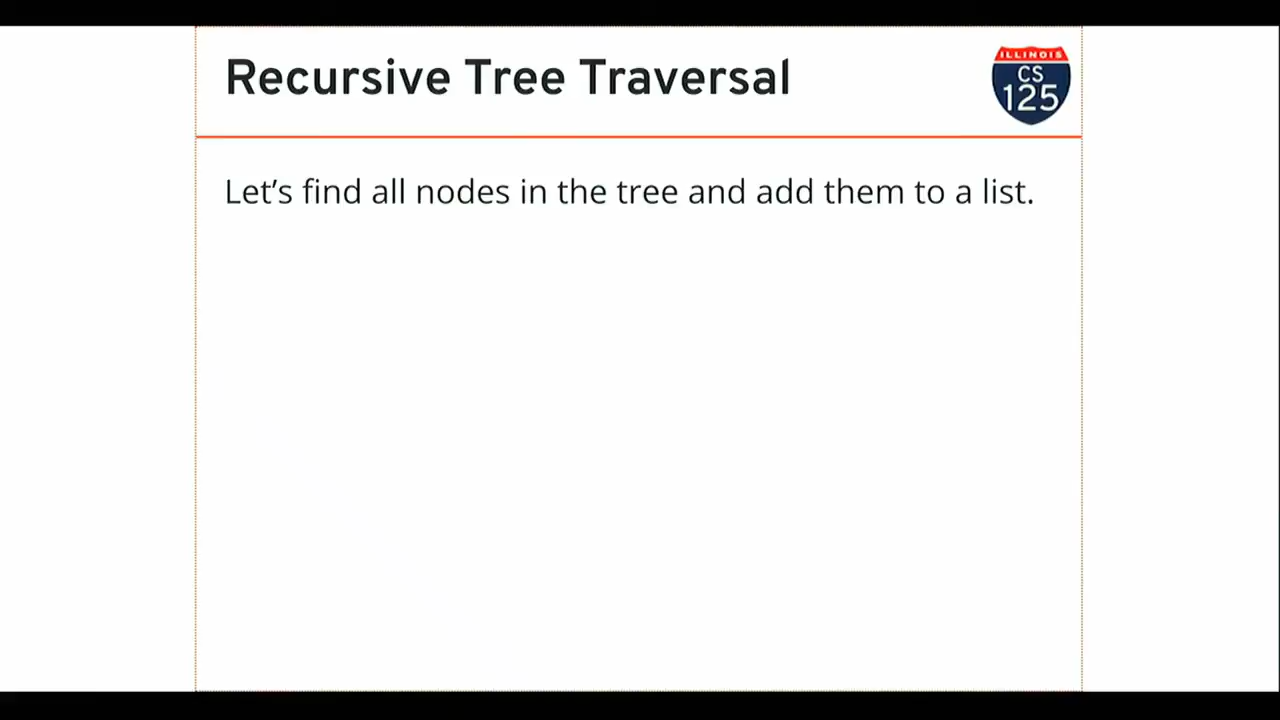 Recursive Tree Traversal
ILLINOIS
CS
125
Let's find all nodes in the tree and add them to a list.